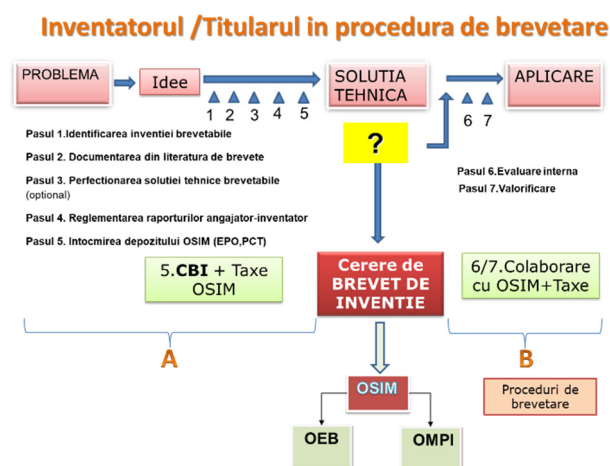 Inventatorul /Titularul in procedura de brevetare
PROBLEMA
Idee
SOLUTIA
TEHNICA
APLICARE
1 2 3 4 5
6 7
?
Pasul 1.Identificarea inventiei brevetabile
Pasul 2. Documentarea din literatura de brevete
Pasul 3. Perfectionarea solutiei tehnice brevetabile
(optional)
Pasul 4. Reglementarea raporturilor angajator-inventator
Pasul 5. Intocmirea depozitului OSIM (EPO,PCT)
Pasul 6.Evaluare interna
Pasul 7.Valorificare
5.CBI + Taxe
OSIM
Cerere de
BREVET DE
INVENTIE
6/7.Colaborare
cu OSIM+Taxe
A
B
OSIM
Proceduri de
brevetare
OEB
OMPI